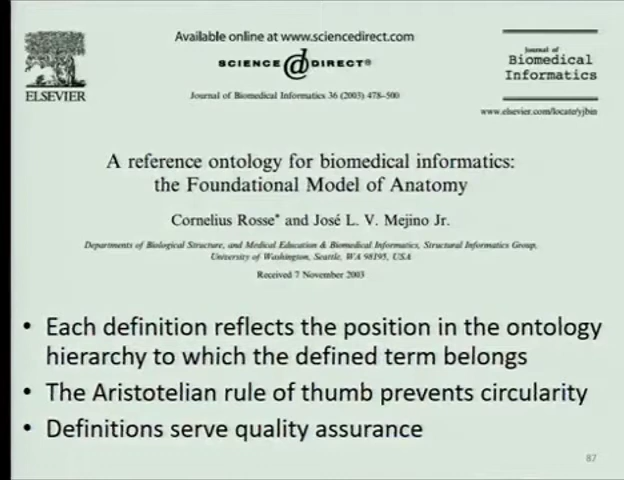 Available online at www.sciencedirect.com
SCIENCE @ DIRECT®
Journal of
Biomedical
Informatics
ELSEVIER
Journal of Biomedical Informatics 36 (2003) 478–500
www.elsevier.com/locate/yjbin
A reference ontology for biomedical informatics:
the Foundational Model of Anatomy
Cornelius Rosse* and José L. V. Mejino Jr.
Departments of Biological Structure, and Medical Education & Biomedical Informatics, Structural Informatics Group,
University of Washington, Seattle, WA 98195, USA
Received 7 November 2003
• Each definition reflects the position in the ontology
hierarchy to which the defined term belongs
• The Aristotelian rule of thumb prevents circularity
• Definitions serve quality assurance
87